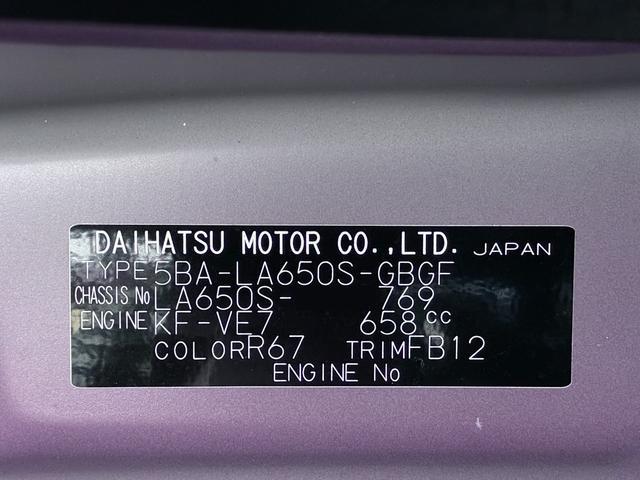 DAIHATSU MOTOR CO.,LTD. JAPAN
TYPE 5BA-LA650S-GBGF
CHASSIS No LA650S- 769
ENGINE KF-VE7 658cc
COLOR R67 TRIM FB12
ENGINE No